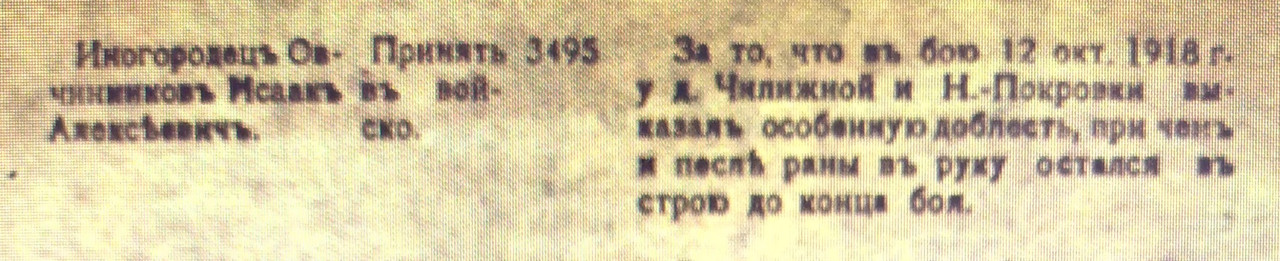 Иногородецъ Ов-
чинниковъ Исаакъ
Алексѣевичъ.
Принять 3495
въ вой-
ско.
За то, что въ бою 12 окт. 1918 г.
у д. Чилижной и Н.-Покровки вы-
казалъ особенную доблесть, при чемъ
и послѣ раны въ руку остался въ
строю до конца боя.